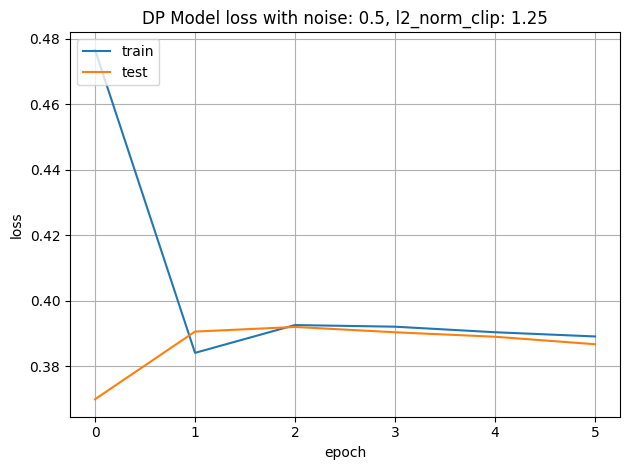 DP Model loss with noise: 0.5, l2_norm_clip: 1.25
train
test
0.48
0.46
0.44
0.42
0.40
0.38
loss
0 1 2 3 4 5
epoch